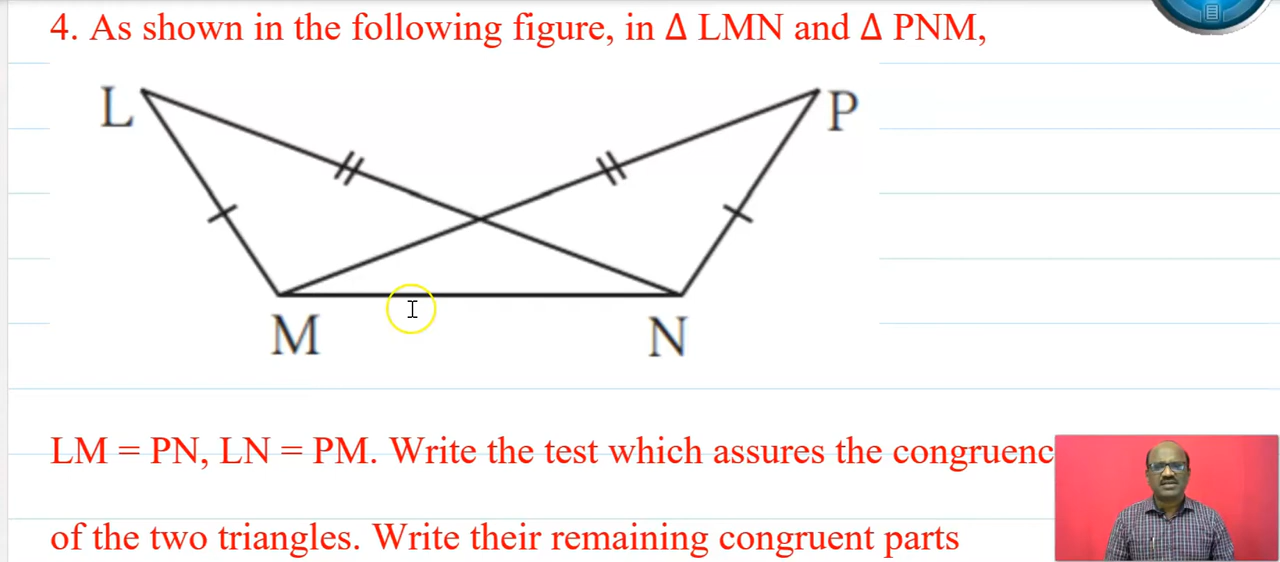 4. As shown in the following figure, in Δ LMN and Δ PNM,
L P
M N
LM = PN, LN = PM. Write the test which assures the congruenc
of the two triangles. Write their remaining congruent parts